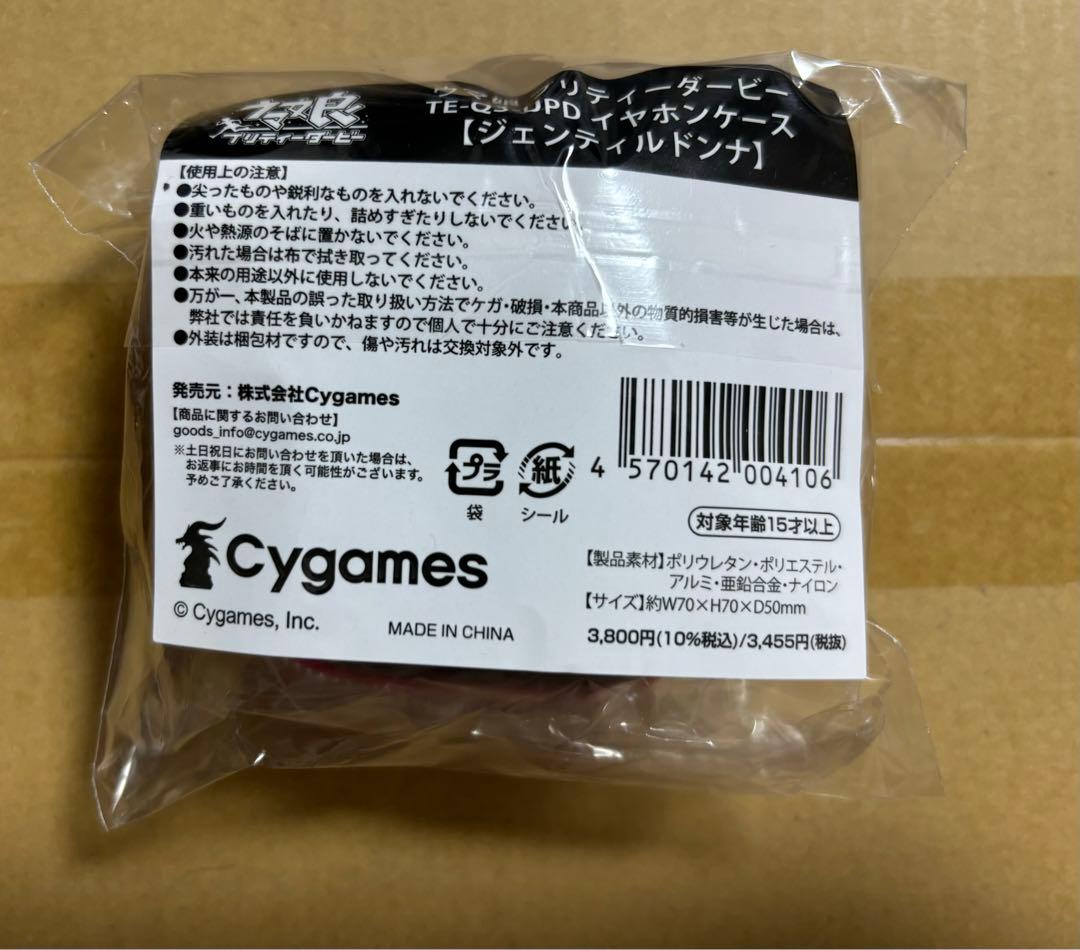 ウマ娘
プリティーダービー
リティーダービー
イヤホンケース
【ジェンティルドンナ】
【使用上の注意】
●尖ったものや鋭利なものを入れないでください。
●重いものを入れたり、詰めすぎたりしないでください。
●火や熱源のそばに置かないでください。
●汚れた場合は布で拭き取ってください。
●本来の用途以外に使用しないでください。
●万が一、本製品の誤った取り扱い方法でケガ・破損・本商品以外の物質的損害等が生じた場合は、
弊社では責任を負いかねますので個人で十分にご注意ください。
●外装は梱包材ですので、傷や汚れは交換対象外です。
発売元：株式会社Cygames
【商品に関するお問い合わせ】
goods_info@cygames.co.jp
※土日祝日にお問い合わせを頂いた場合は、
お返事にお時間を頂く可能性がございます。
予めご了承ください。
プラ
袋
紙
シール
4 570142 004106
対象年齢15才以上
Cygames
© Cygames, Inc.
MADE IN CHINA
【製品素材】ポリウレタン・ポリエステル・
アルミ・亜鉛合金・ナイロン
【サイズ】約W70×H70×D50mm
3,800円(10%税込)/3,455円(税抜)